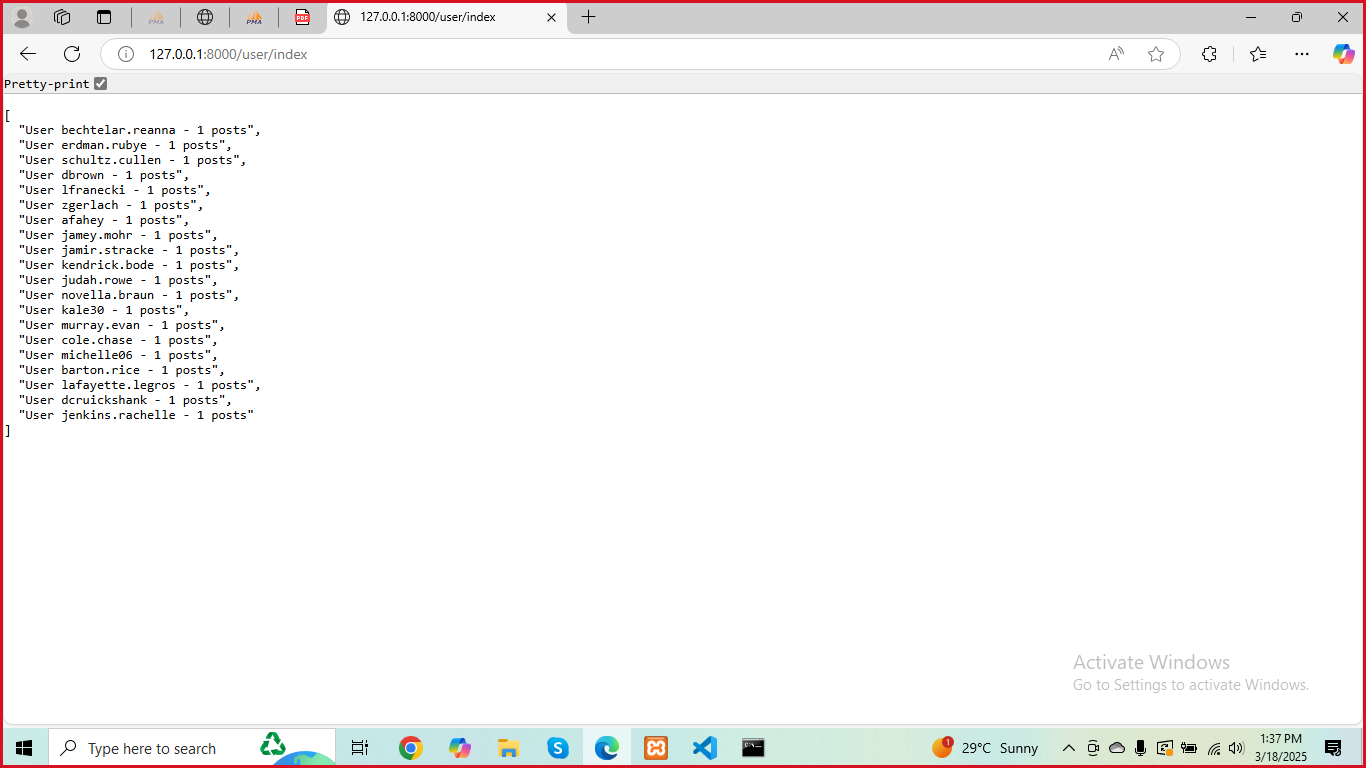 127.0.0.1:8000/user/index
127.0.0.1:8000/user/index
Pretty-print
[
"User bechtelar.reanna - 1 posts",
"User erdman.rubye - 1 posts",
"User schultz.cullen - 1 posts",
"User dbrown - 1 posts",
"User lfranecki - 1 posts",
"User zgerlach - 1 posts",
"User afahey - 1 posts",
"User jamey.mohr - 1 posts",
"User jamir.stracke - 1 posts",
"User kendrick.bode - 1 posts",
"User judah.rowe - 1 posts",
"User novella.braun - 1 posts",
"User kale30 - 1 posts",
"User murray.evan - 1 posts",
"User cole.chase - 1 posts",
"User michelle06 - 1 posts",
"User barton.rice - 1 posts",
"User lafayette.legros - 1 posts",
"User dcruickshank - 1 posts",
"User jenkins.rachelle - 1 posts"
]
Activate Windows
Go to Settings to activate Windows.
Type here to search
1
29°C Sunny
1:37 PM
3/18/2025
PMA
PMA
PDF